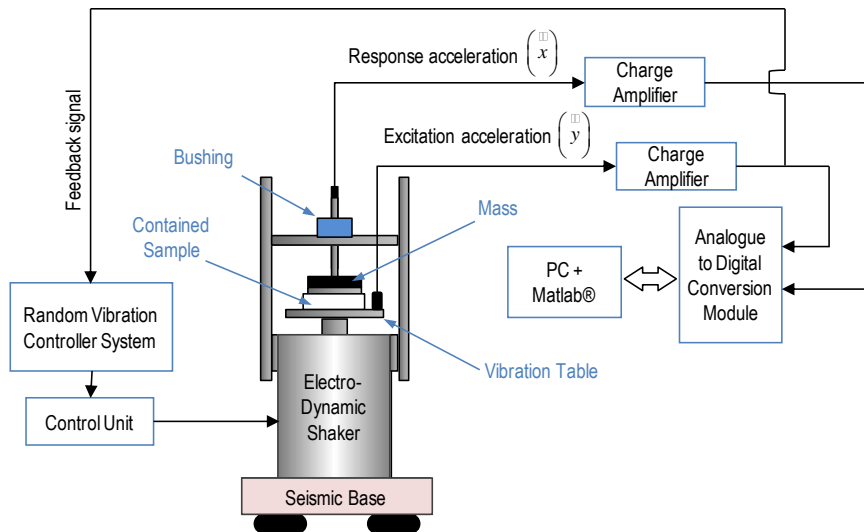 Response acceleration (x)
Charge
Amplifier
Excitation acceleration (y)
Charge
Amplifier
Feedback signal
Bushing
Contained
Sample
Mass
Analogue
to Digital
Conversion
Module
PC +
Matlab®
Random Vibration
Controller System
Vibration Table
Electro-
Dynamic
Shaker
Control Unit
Seismic Base